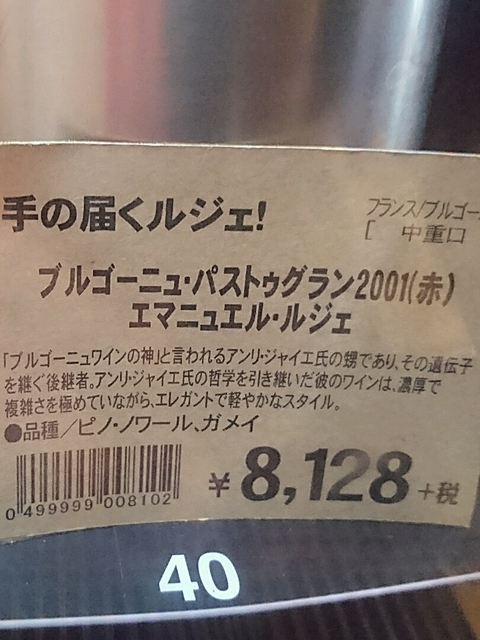 手の届くルジェ!
フランス/ブルゴー
[ 中重口
ブルゴーニュ・パストゥグラン2001(赤)
エマニュエル・ルジェ
「ブルゴーニュワインの神」と言われるアンリ・ジャイエ氏の甥であり、その遺伝子
を継ぐ後継者。アンリ・ジャイエ氏の哲学を引き継いだ彼のワインは、濃厚で
複雑さを極めていながら、エレガントで軽やかなスタイル。
●品種/ピノ・ノワール、ガメイ
¥8,128+税
0 499999 008102
40